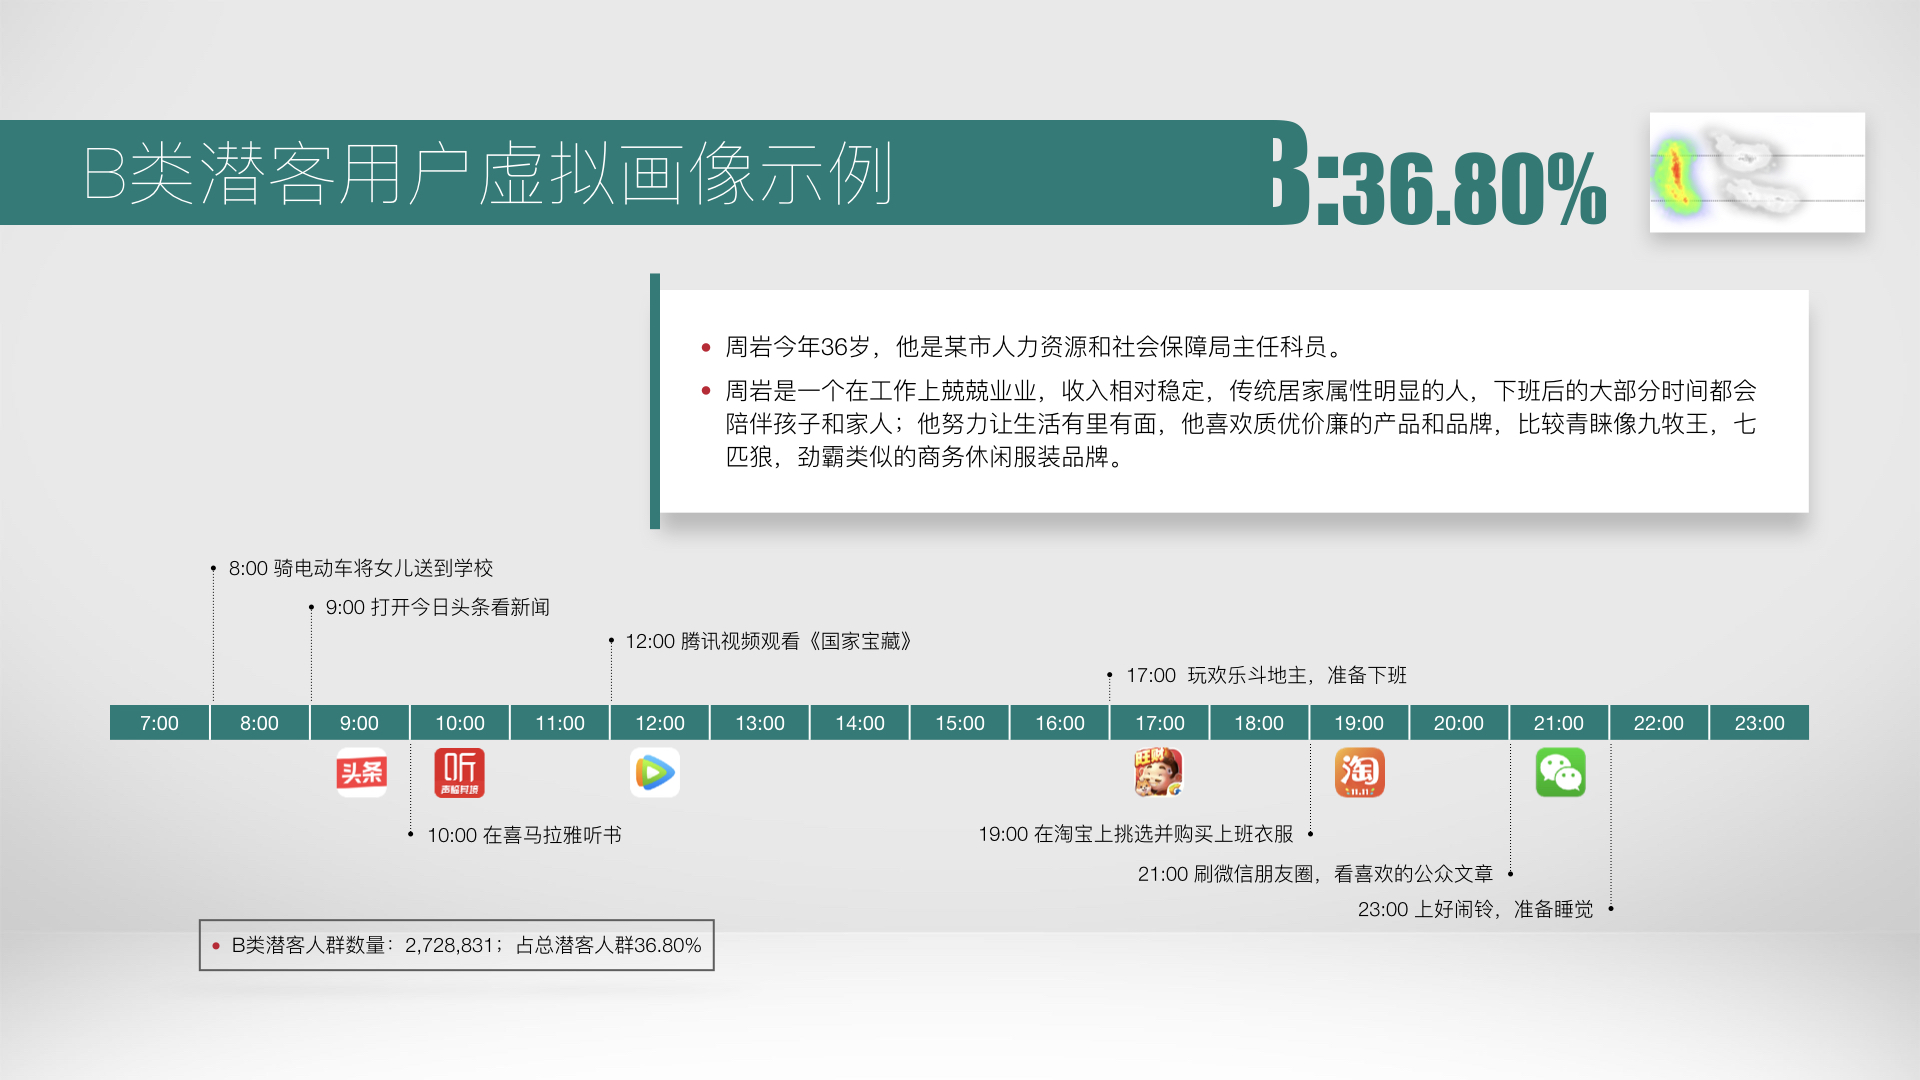 B类潜客用户虚拟画像示例
B:36.80%
周岩今年36岁，他是某市人力资源和社会保障局主任科员。
周岩是一个在工作上兢兢业业，收入相对稳定，传统居家属性明显的人，下班后的大部分时间都会
陪伴孩子和家人；他努力让生活有里有面，他喜欢质优价廉的产品和品牌，比较青睐像九牧王，七
匹狼，劲霸类似的商务休闲服装品牌。
8:00 骑电动车将女儿送到学校
9:00 打开今日头条看新闻
12:00 腾讯视频观看《国家宝藏》
17:00 玩欢乐斗地主，准备下班
7:00 8:00 9:00 10:00 11:00 12:00 13:00 14:00 15:00 16:00 17:00 18:00 19:00 20:00 21:00 22:00 23:00
头条
听
旺财
淘
11.11
10:00 在喜马拉雅听书
19:00 在淘宝上挑选并购买上班衣服
21:00 刷微信朋友圈，看喜欢的公众文章
23:00 上好闹铃，准备睡觉
B类潜客人群数量：2,728,831；占总潜客人群36.80%